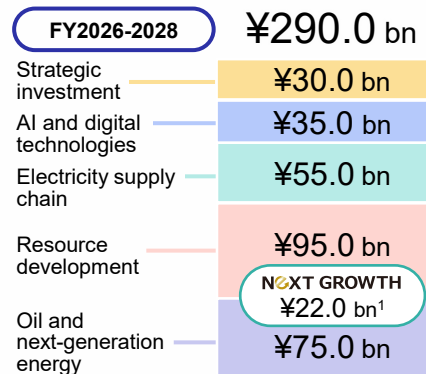 FY2026-2028
¥290.0 bn
Strategic
investment
¥30.0 bn
AI and digital
technologies
¥35.0 bn
Electricity supply
chain
¥55.0 bn
Resource
development
¥95.0 bn
NEXT GROWTH
¥22.0 bn¹
Oil and
next-generation
energy
¥75.0 bn